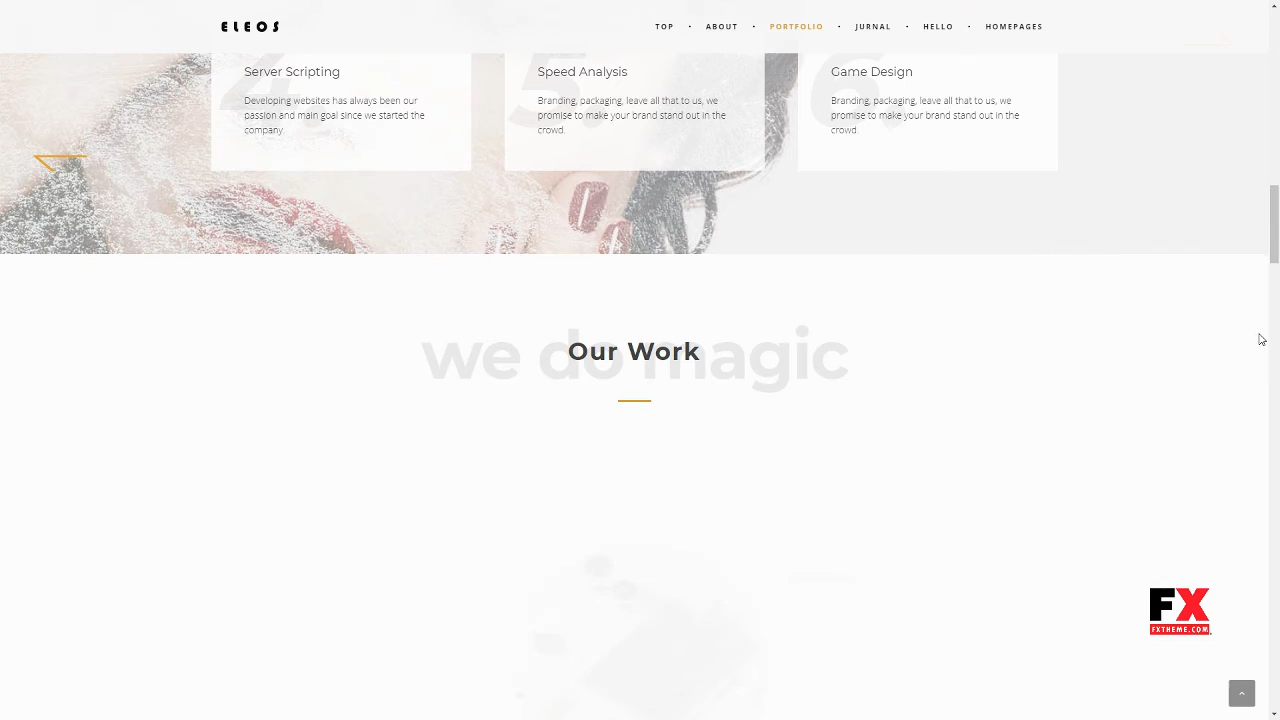 ELEOS
TOP • ABOUT • PORTFOLIO • JURNAL • HELLO • HOMEPAGES
4
Server Scripting
Developing websites has always been our
passion and main goal since we started the
company.
5
Speed Analysis
Branding, packaging, leave all that to us, we
promise to make your brand stand out in the
crowd.
6
Game Design
Branding, packaging, leave all that to us, we
promise to make your brand stand out in the
crowd.
we do magic
Our Work
FX
FXTHEME.COM